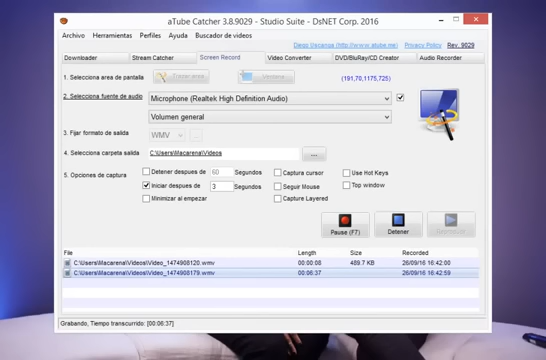 aTube Catcher 3.8.9029 - Studio Suite - DsNET Corp. 2016
Archivo Herramientas Perfiles Ayuda Buscador de videos
Privacy Policy Rev. 9029
Downloader Stream Catcher Screen Record Video Converter DVD/BluRay/CD Creator Audio Recorder
1. Selecciona area de pantalla Trazar area Ventana (191,70,1175,725)
2. Selecciona fuente de audio Microphone (Realtek High Definition Audio)
Volumen general
3. Fijar formato de salida WMV ...
4. Selecciona carpeta salida C:\Users\Macarena\Videos ...
5. Opciones de captura Detener despues de 60 Segundos Captura cursor Use Hot Keys
Iniciar despues de 3 Segundos Seguir Mouse Top window
Minimizar al empezar Capture Layered
Pause (F7) Detener
File Length Size Recorded
C:\Users\Macarena\Videos\Video_1474908120.wmv 00:00:08 489.7 KB 26/09/16 16:42:00
C:\Users\Macarena\Videos\Video_1474908179.wmv 00:06:37 26/09/16 16:42:59
Grabando, Tiempo transcurrido: [00:06:37]